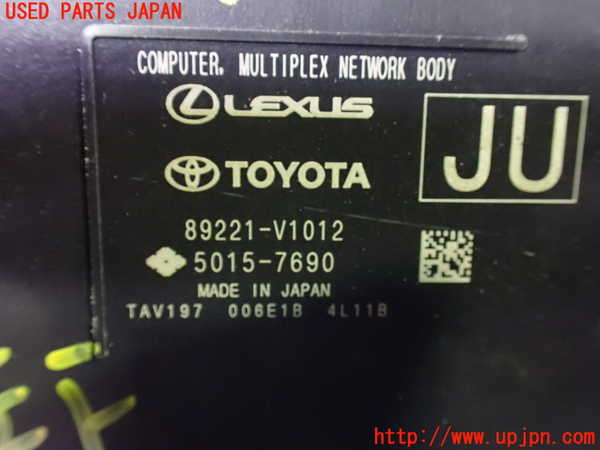 USED PARTS JAPAN
COMPUTER, MULTIPLEX NETWORK BODY
LEXUS
JU
TOYOTA
89221-V1012
5015-7690
MADE IN JAPAN
TAV197 006E1B 4L11B
http://www.upjpn.com/